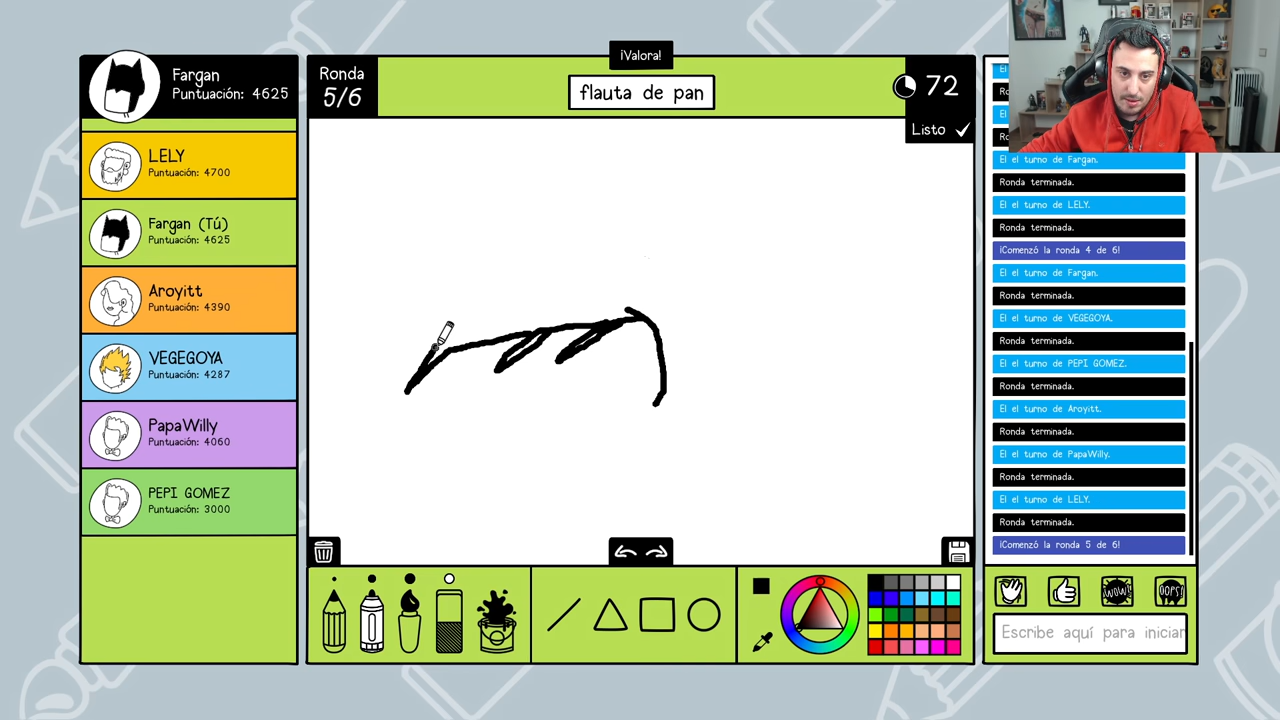 Fargan
Puntuación: 4625
LELY
Puntuación: 4700
Fargan (Tú)
Puntuación: 4625
Aroyitt
Puntuación: 4390
VEGEGOYA
Puntuación: 4287
PapaWilly
Puntuación: 4060
PEPI GOMEZ
Puntuación: 3000
Ronda
5/6
¡Valora!
flauta de pan
72
Listo
El
Ro
El
Ro
El el turno de Fargan.
Ronda terminada.
El el turno de LELY.
Ronda terminada.
¡Comenzó la ronda 4 de 6!
El el turno de Fargan.
Ronda terminada.
El el turno de VEGEGOYA.
Ronda terminada.
El el turno de PEPI GOMEZ.
Ronda terminada.
El el turno de Aroyitt.
Ronda terminada.
El el turno de PapaWilly.
Ronda terminada.
El el turno de LELY.
Ronda terminada.
¡Comenzó la ronda 5 de 6!
WOW!
OOPS!
Escribe aquí para iniciar